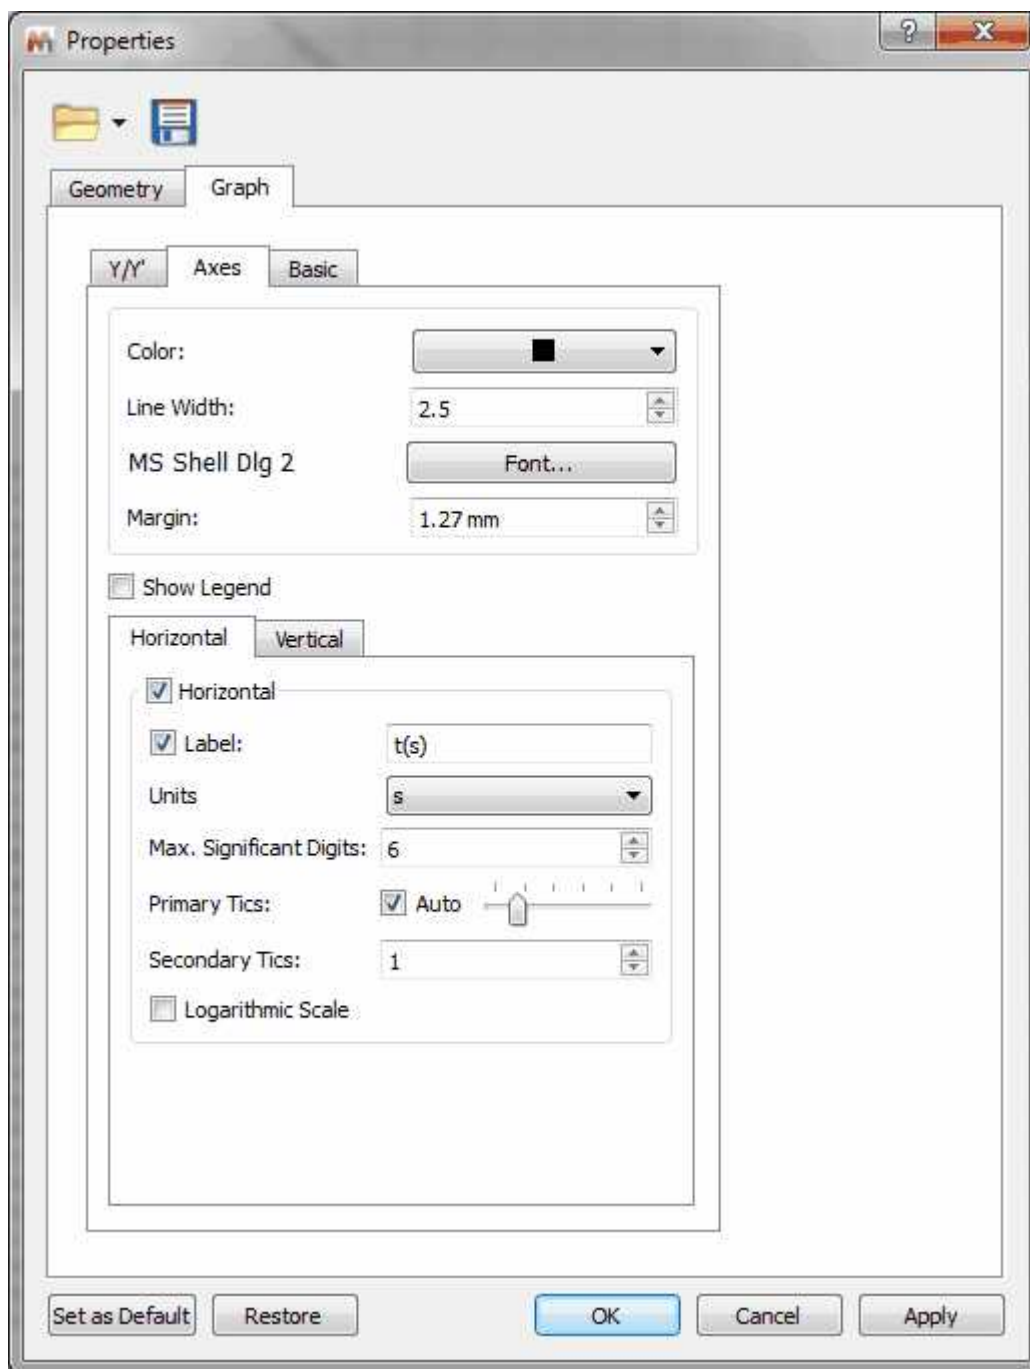 Properties
Geometry Graph
Y/Y' Axes Basic
Color:
Line Width: 2.5
MS Shell Dlg 2 Font...
Margin: 1.27 mm
Show Legend
Horizontal Vertical
Horizontal
Label: t(s)
Units s
Max. Significant Digits: 6
Primary Tics: Auto
Secondary Tics: 1
Logarithmic Scale
Set as Default Restore OK Cancel Apply